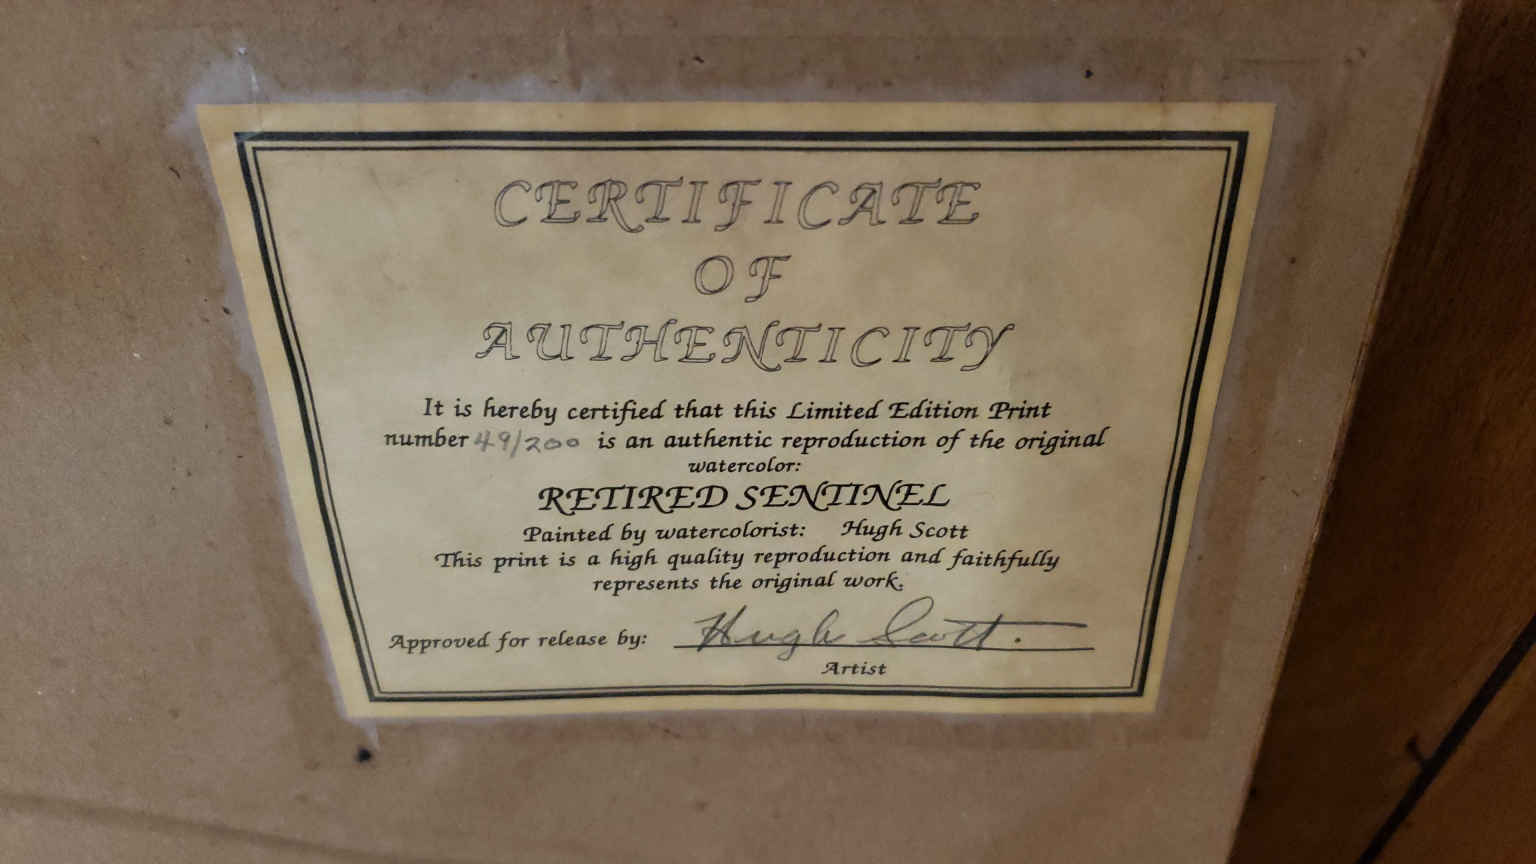 CERTIFICATE
OF
AUTHENTICITY
It is hereby certified that this Limited Edition Print
number 49/200 is an authentic reproduction of the original
watercolor:
RETIRED SENTINEL
Painted by watercolorist: Hugh Scott
This print is a high quality reproduction and faithfully
represents the original work.
Approved for release by: Hugh Scott.
Artist